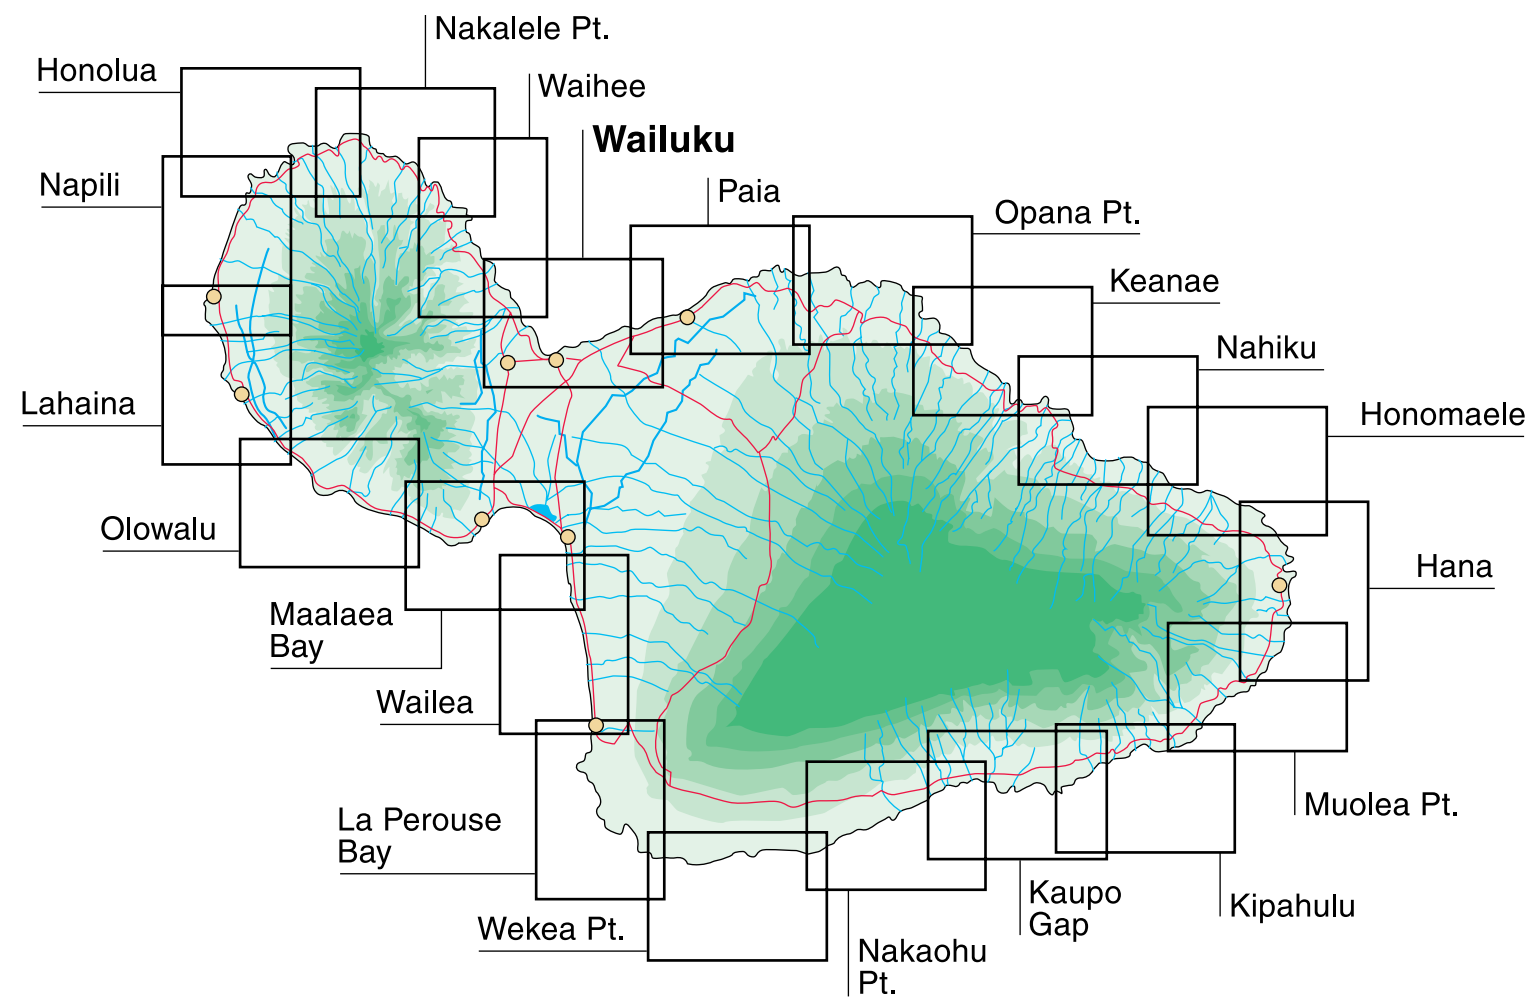 Nakalele Pt.
Honolua
Waihee
Wailuku
Napili
Paia
Opana Pt.
Keanae
Nahiku
Lahaina
Honomaele
Olowalu
Hana
Maalaea
Bay
Wailea
Muolea Pt.
La Perouse
Bay
Kaupo
Gap
Kipahulu
Wekea Pt.
Nakaohu
Pt.